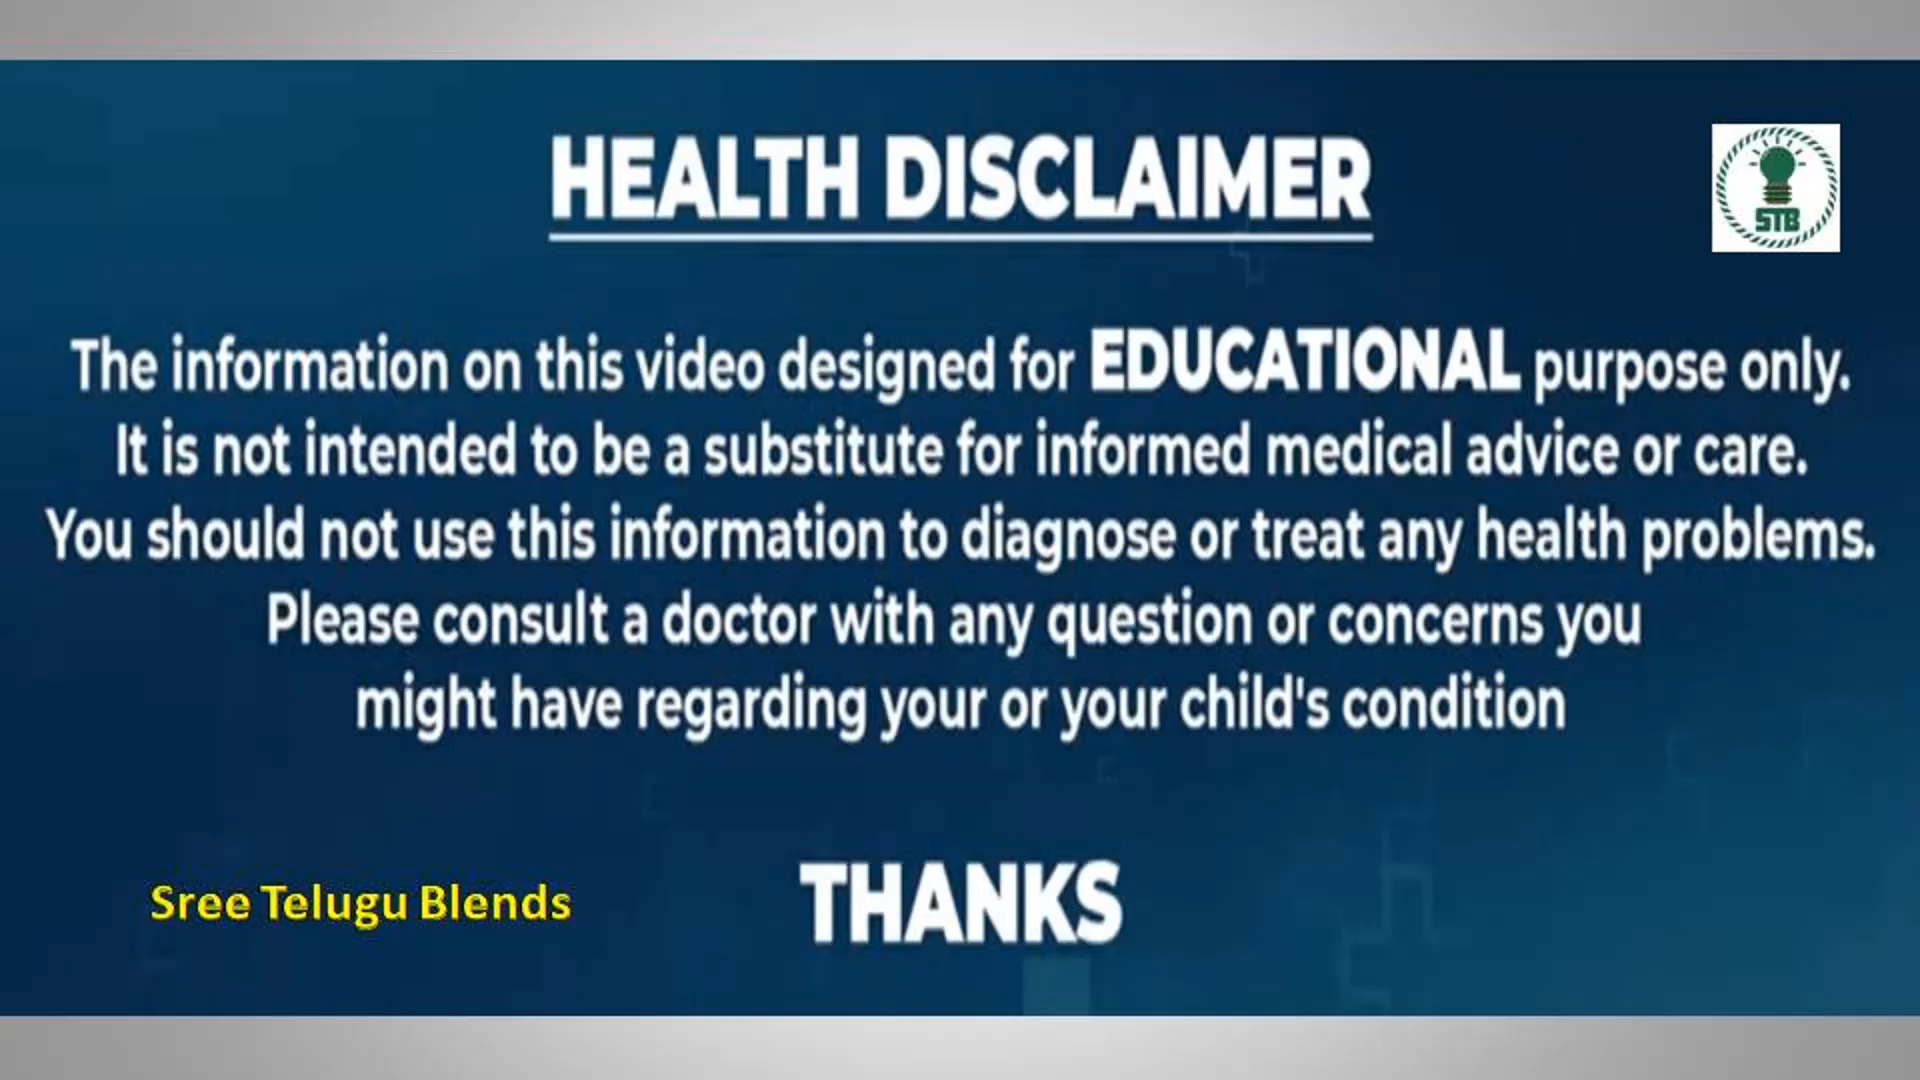 HEALTH DISCLAIMER
STB
The information on this video designed for EDUCATIONAL purpose only.
It is not intended to be a substitute for informed medical advice or care.
You should not use this information to diagnose or treat any health problems.
Please consult a doctor with any question or concerns you
might have regarding your or your child's condition
Sree Telugu Blends
THANKS